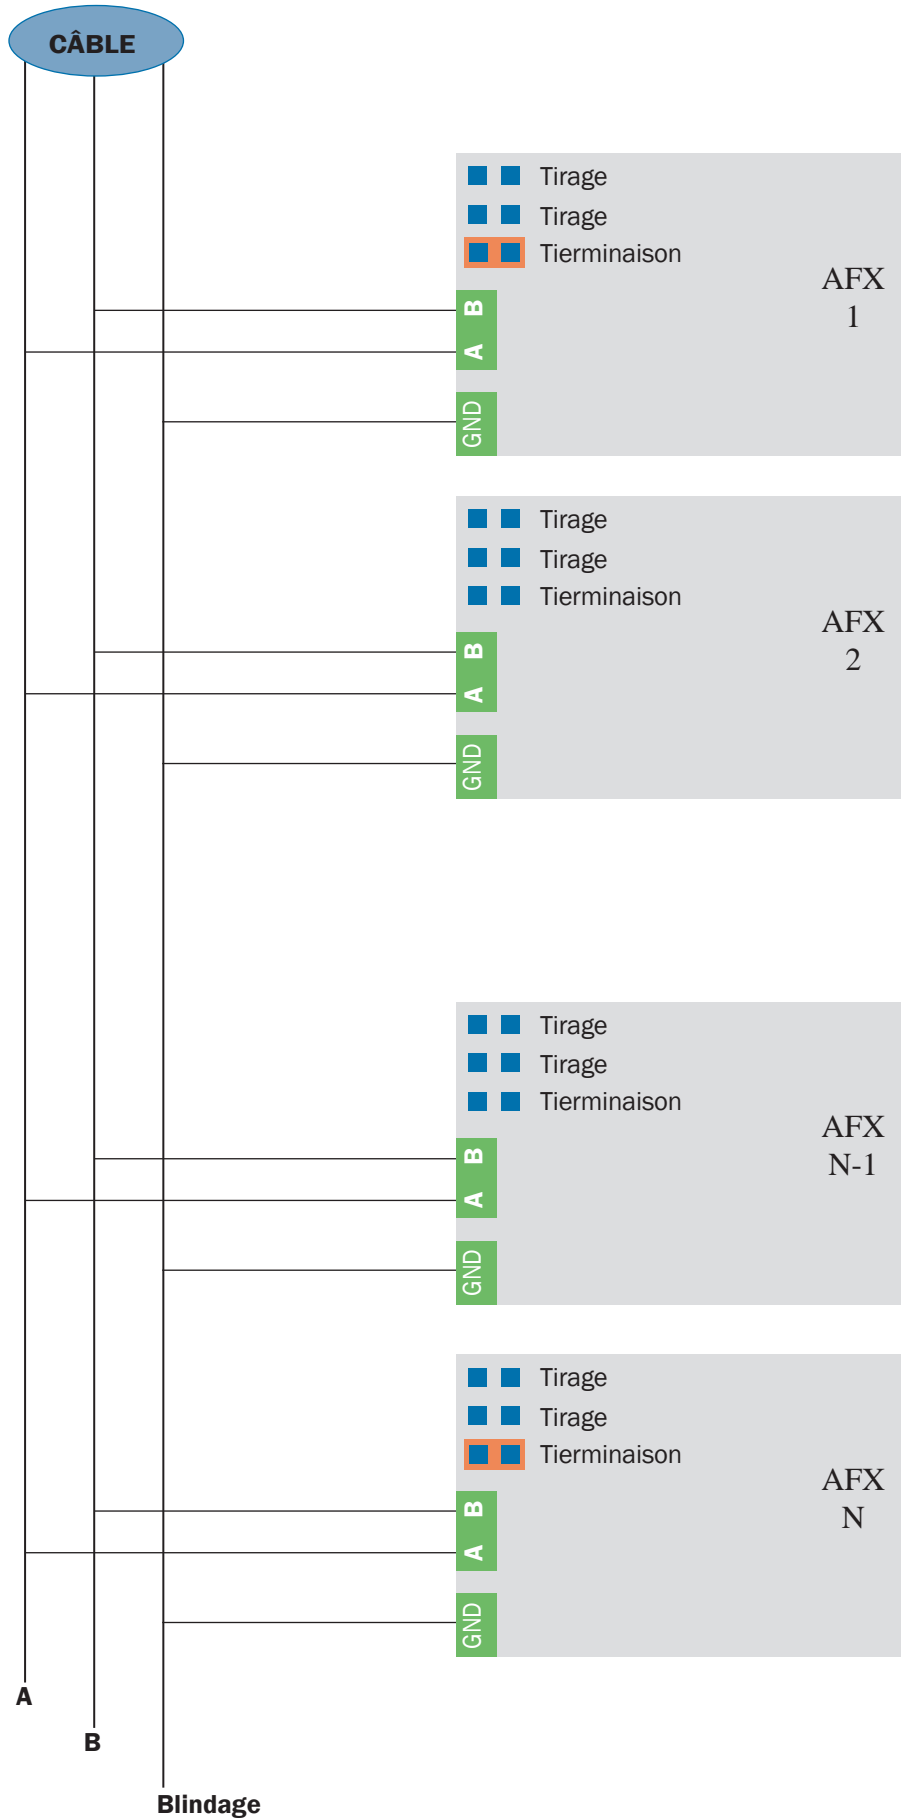 CÂBLE
Tirage
Tirage
Tierminaison
AFX
1
B
A
GND
Tirage
Tirage
Tierminaison
AFX
2
B
A
GND
Tirage
Tirage
Tierminaison
AFX
N-1
B
A
GND
Tirage
Tirage
Tierminaison
AFX
N
B
A
GND
A
B
Blindage